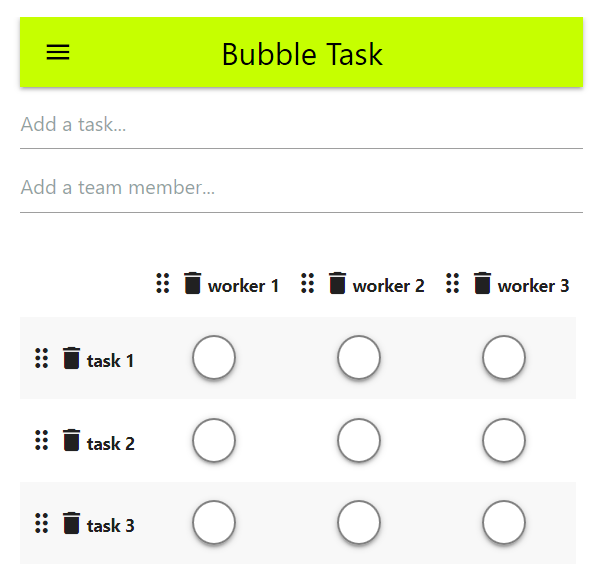 Bubble Task
Add a task...
Add a team member...
worker 1 worker 2 worker 3
task 1
task 2
task 3